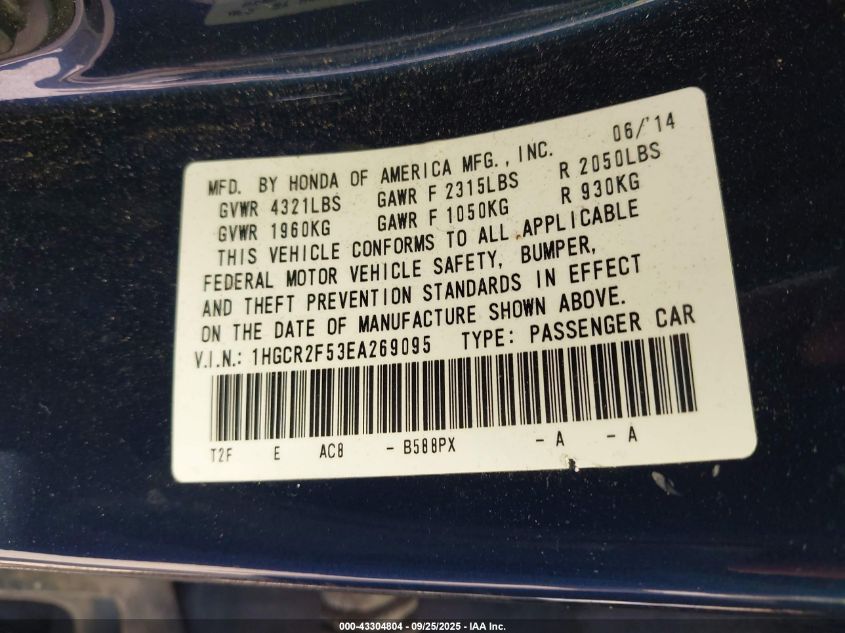 06/'14
MFD. BY HONDA OF AMERICA MFG., INC.
GVWR 4321LBS GAWR F 2315LBS R 2050LBS
GVWR 1960KG GAWR F 1050KG R 930KG
THIS VEHICLE CONFORMS TO ALL APPLICABLE
FEDERAL MOTOR VEHICLE SAFETY, BUMPER,
AND THEFT PREVENTION STANDARDS IN EFFECT
ON THE DATE OF MANUFACTURE SHOWN ABOVE.
V.I.N.: 1HGCR2F53EA269095 TYPE: PASSENGER CAR
T2F E AC8 - B588PX - A - A
000-43304804 - 09/25/2025 - IAA Inc.